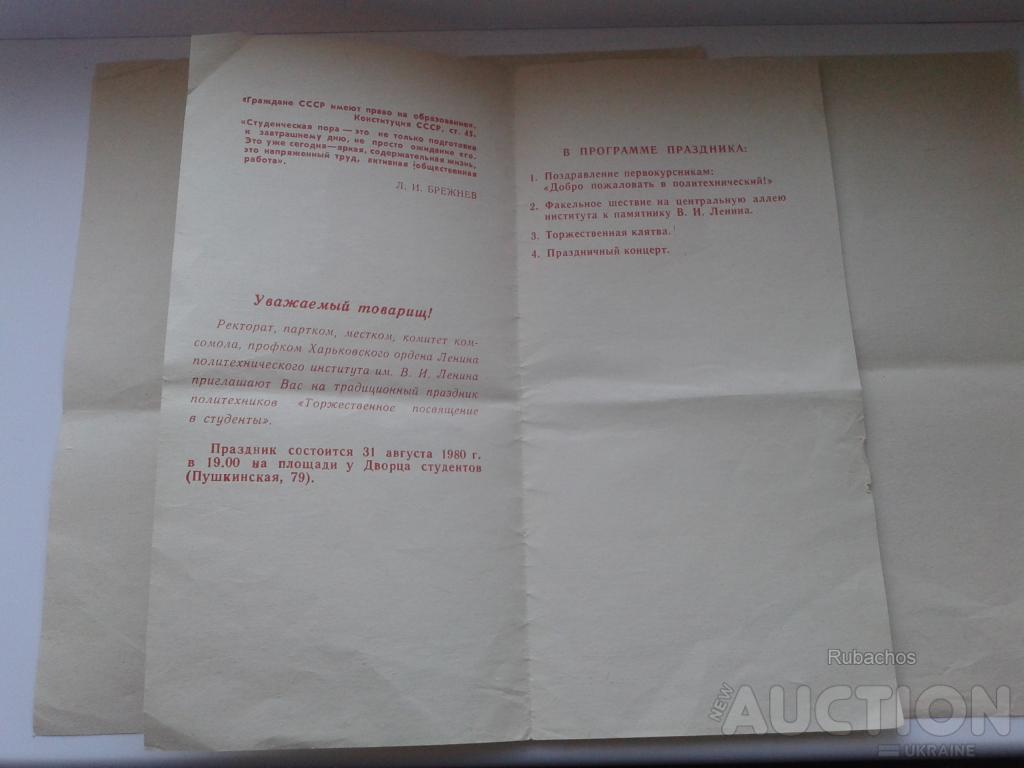 «Граждане СССР имеют право на образование».
Конституция СССР, ст. 45.
«Студенческая пора — это не только подготовка
к завтрашнему дню, не просто ожидание его.
Это уже сегодня—яркая, содержательная жизнь,
это напряженный труд, активная общественная
работа».
Л. И. БРЕЖНЕВ
Уважаемый товарищ!
Ректорат, партком, местком, комитет ком-
сомола, профком Харьковского ордена Ленина
политехнического института им. В. И. Ленина
приглашают Вас на традиционный праздник
политехников «Торжественное посвящение
в студенты».
Праздник состоится 31 августа 1980 г.
в 19.00 на площади у Дворца студентов
(Пушкинская, 79).
В ПРОГРАММЕ ПРАЗДНИКА:
1. Поздравление первокурсникам:
«Добро пожаловать в политехнический!»
2. Факельное шествие на центральную аллею
института к памятнику В. И. Ленина.
3. Торжественная клятва.
4. Праздничный концерт.
Rubachos
NEW AUCTION
UKRAINE